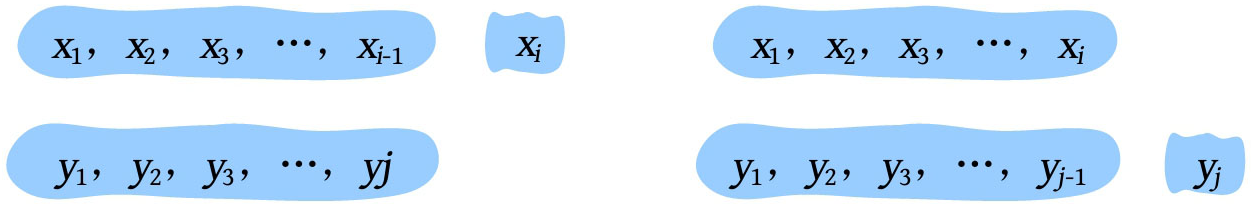 x₁, x₂, x₃, ···, xᵢ₋₁ xᵢ x₁, x₂, x₃, ···, xᵢ
y₁, y₂, y₃, ···, yj y₁, y₂, y₃, ···, yⱼ₋₁ yⱼ